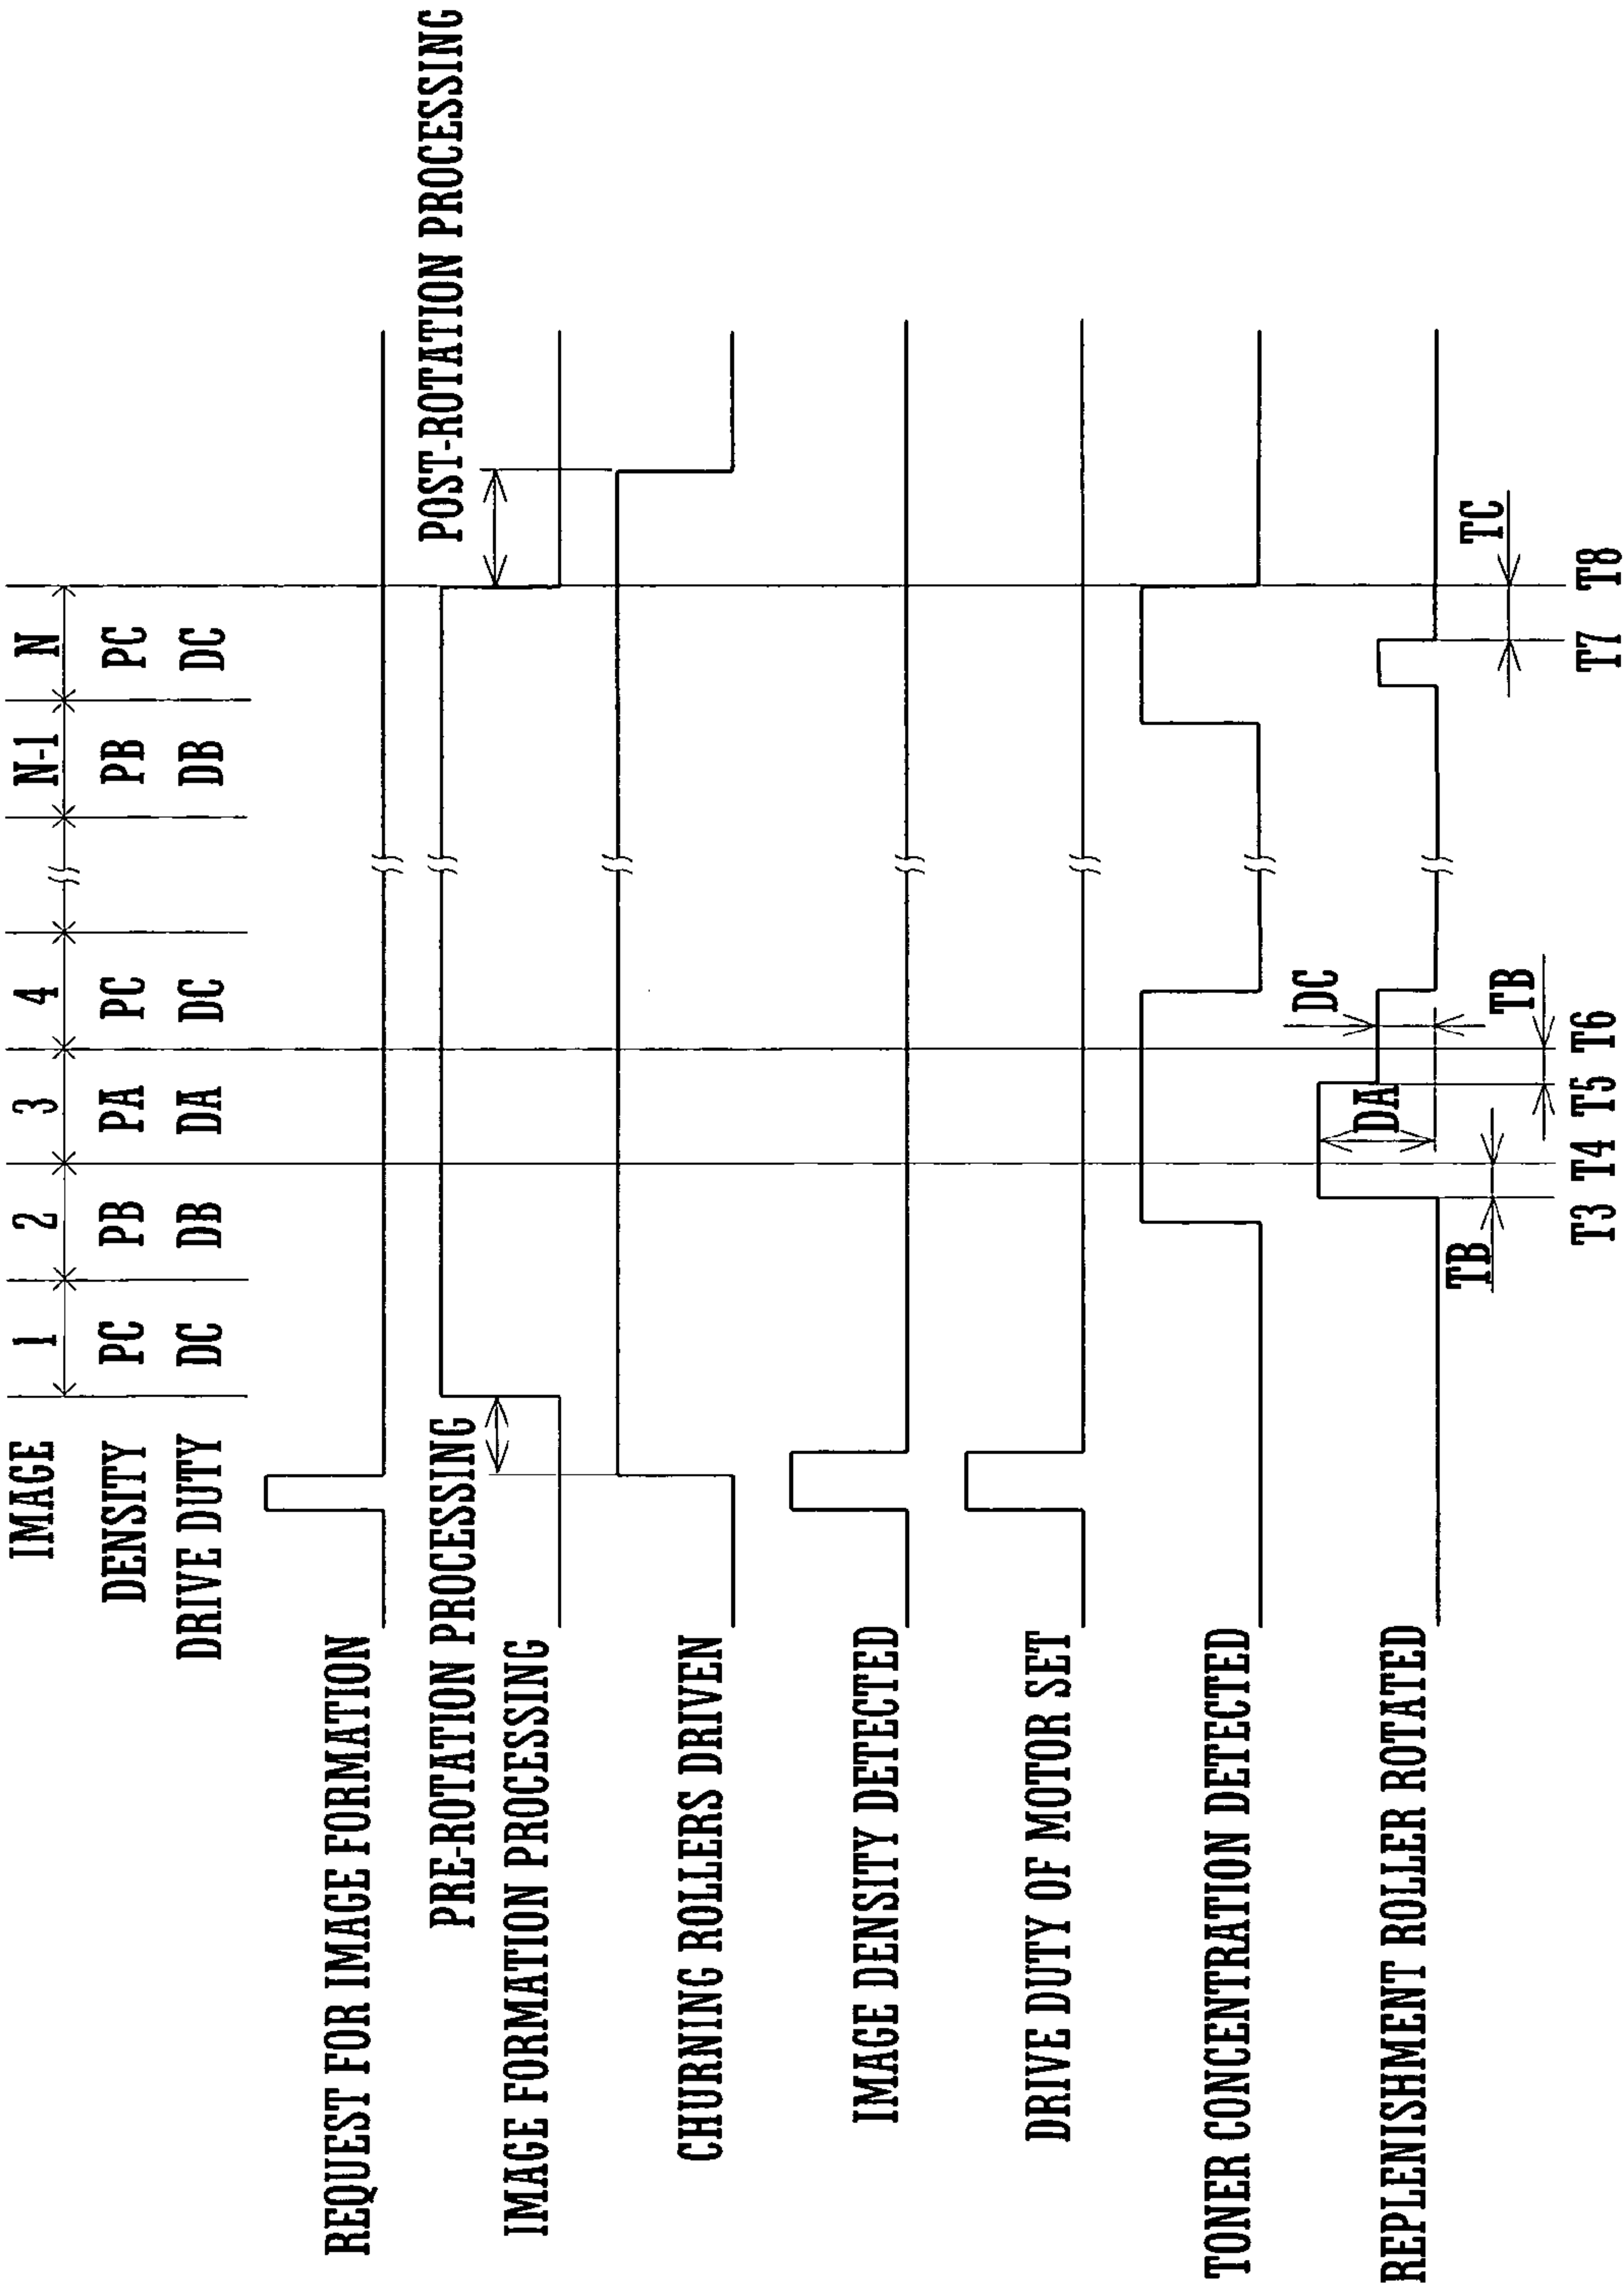 IMAGE 1 2 3 4 N-1 N
DENSITY PC PB PA PC PB PC
DRIVE DUTY DC DB DA DC DB DC
REQUEST FOR IMAGE FORMATION
PRE-ROTATION PROCESSING
POST-ROTATION PROCESSING
IMAGE FORMATION PROCESSING
CHURNING ROLLERS DRIVEN
IMAGE DENSITY DETECTED
DRIVE DUTY OF MOTOR SET
TONER CONCENTRATION DETECTED
DC
DA
REPLENISHMENT ROLLER ROTATED
TB TB TC
T3 T4 T5 T6 T7 T8